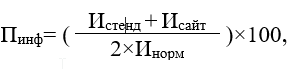 Пинф= ( (Истенд + Исайт) / (2×Инорм) )×100,